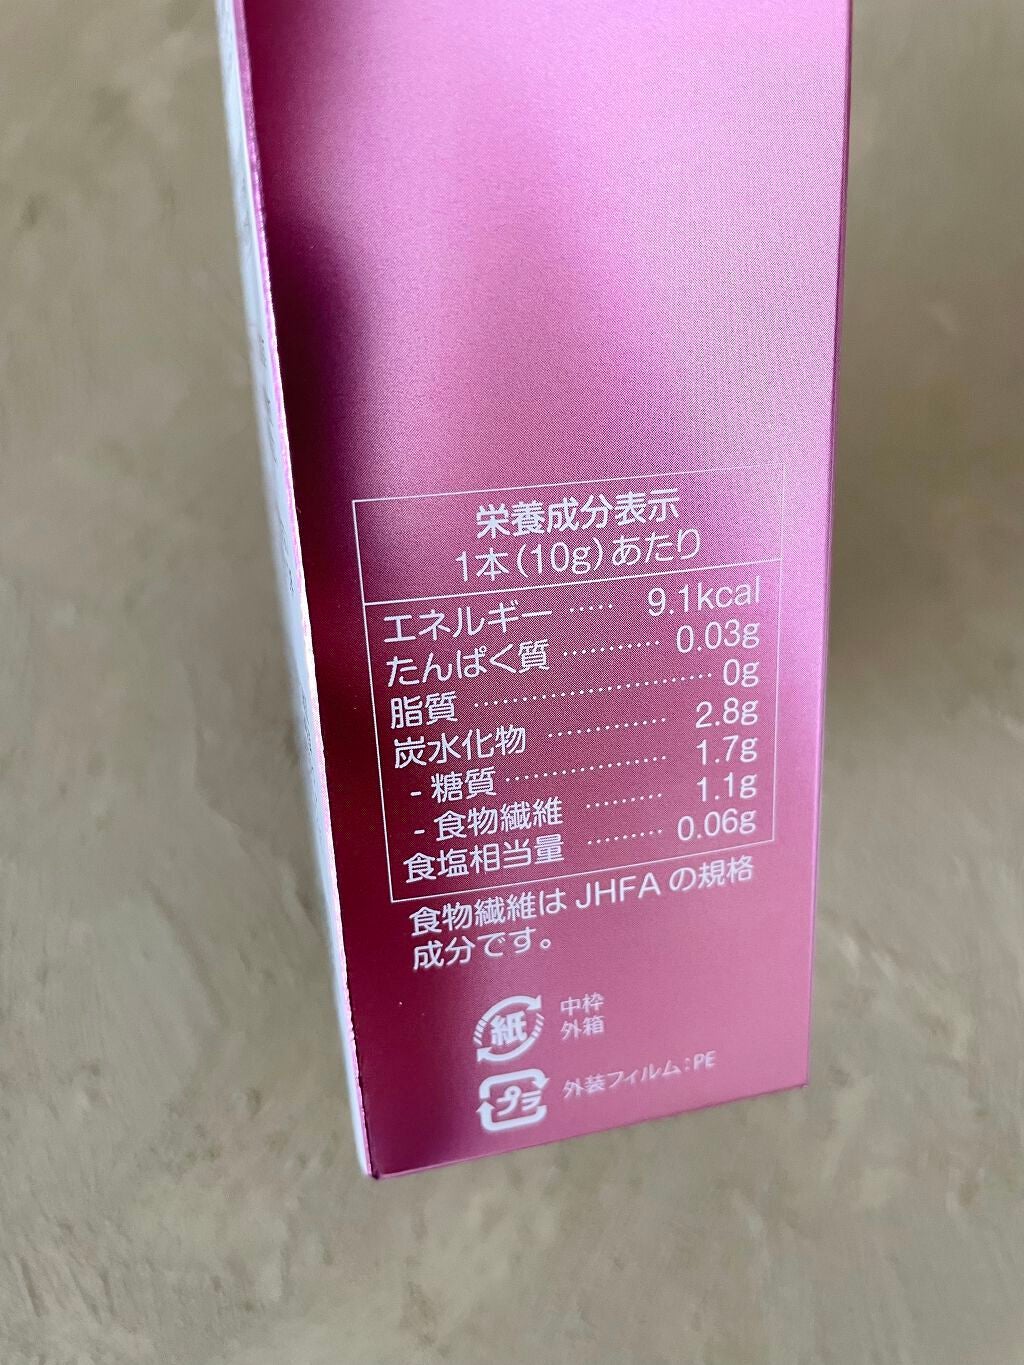 栄養成分表示
1本(10g)あたり
エネルギー ····· 9.1kcal
たんぱく質 ··········· 0.03g
脂質 ························· 0g
炭水化物 ············ 2.8g
- 糖質 ················· 1.7g
- 食物繊維 ········ 1.1g
食塩相当量 ········ 0.06g
食物繊維は JHFA の規格
成分です。
紙 中枠
外箱
プラ 外装フィルム:PE